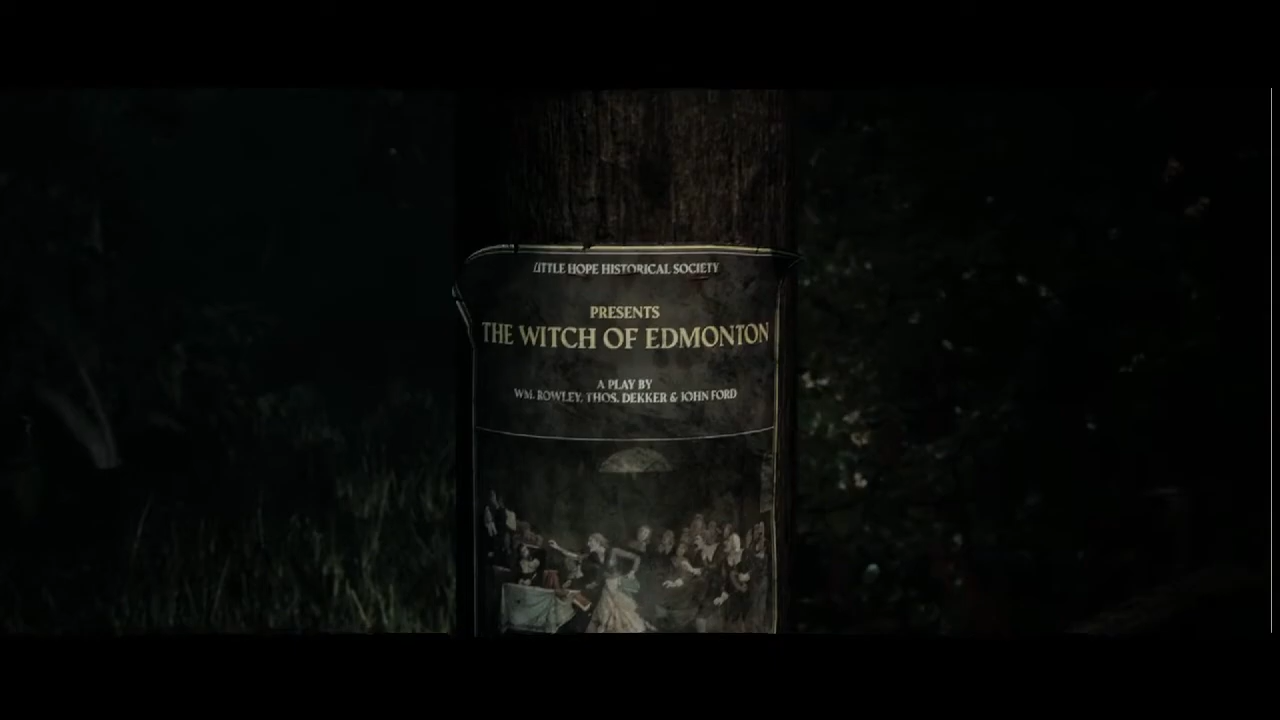 LITTLE HOPE HISTORICAL SOCIETY
PRESENTS
THE WITCH OF EDMONTON
A PLAY BY
WM. ROWLEY, THOS. DEKKER & JOHN FORD